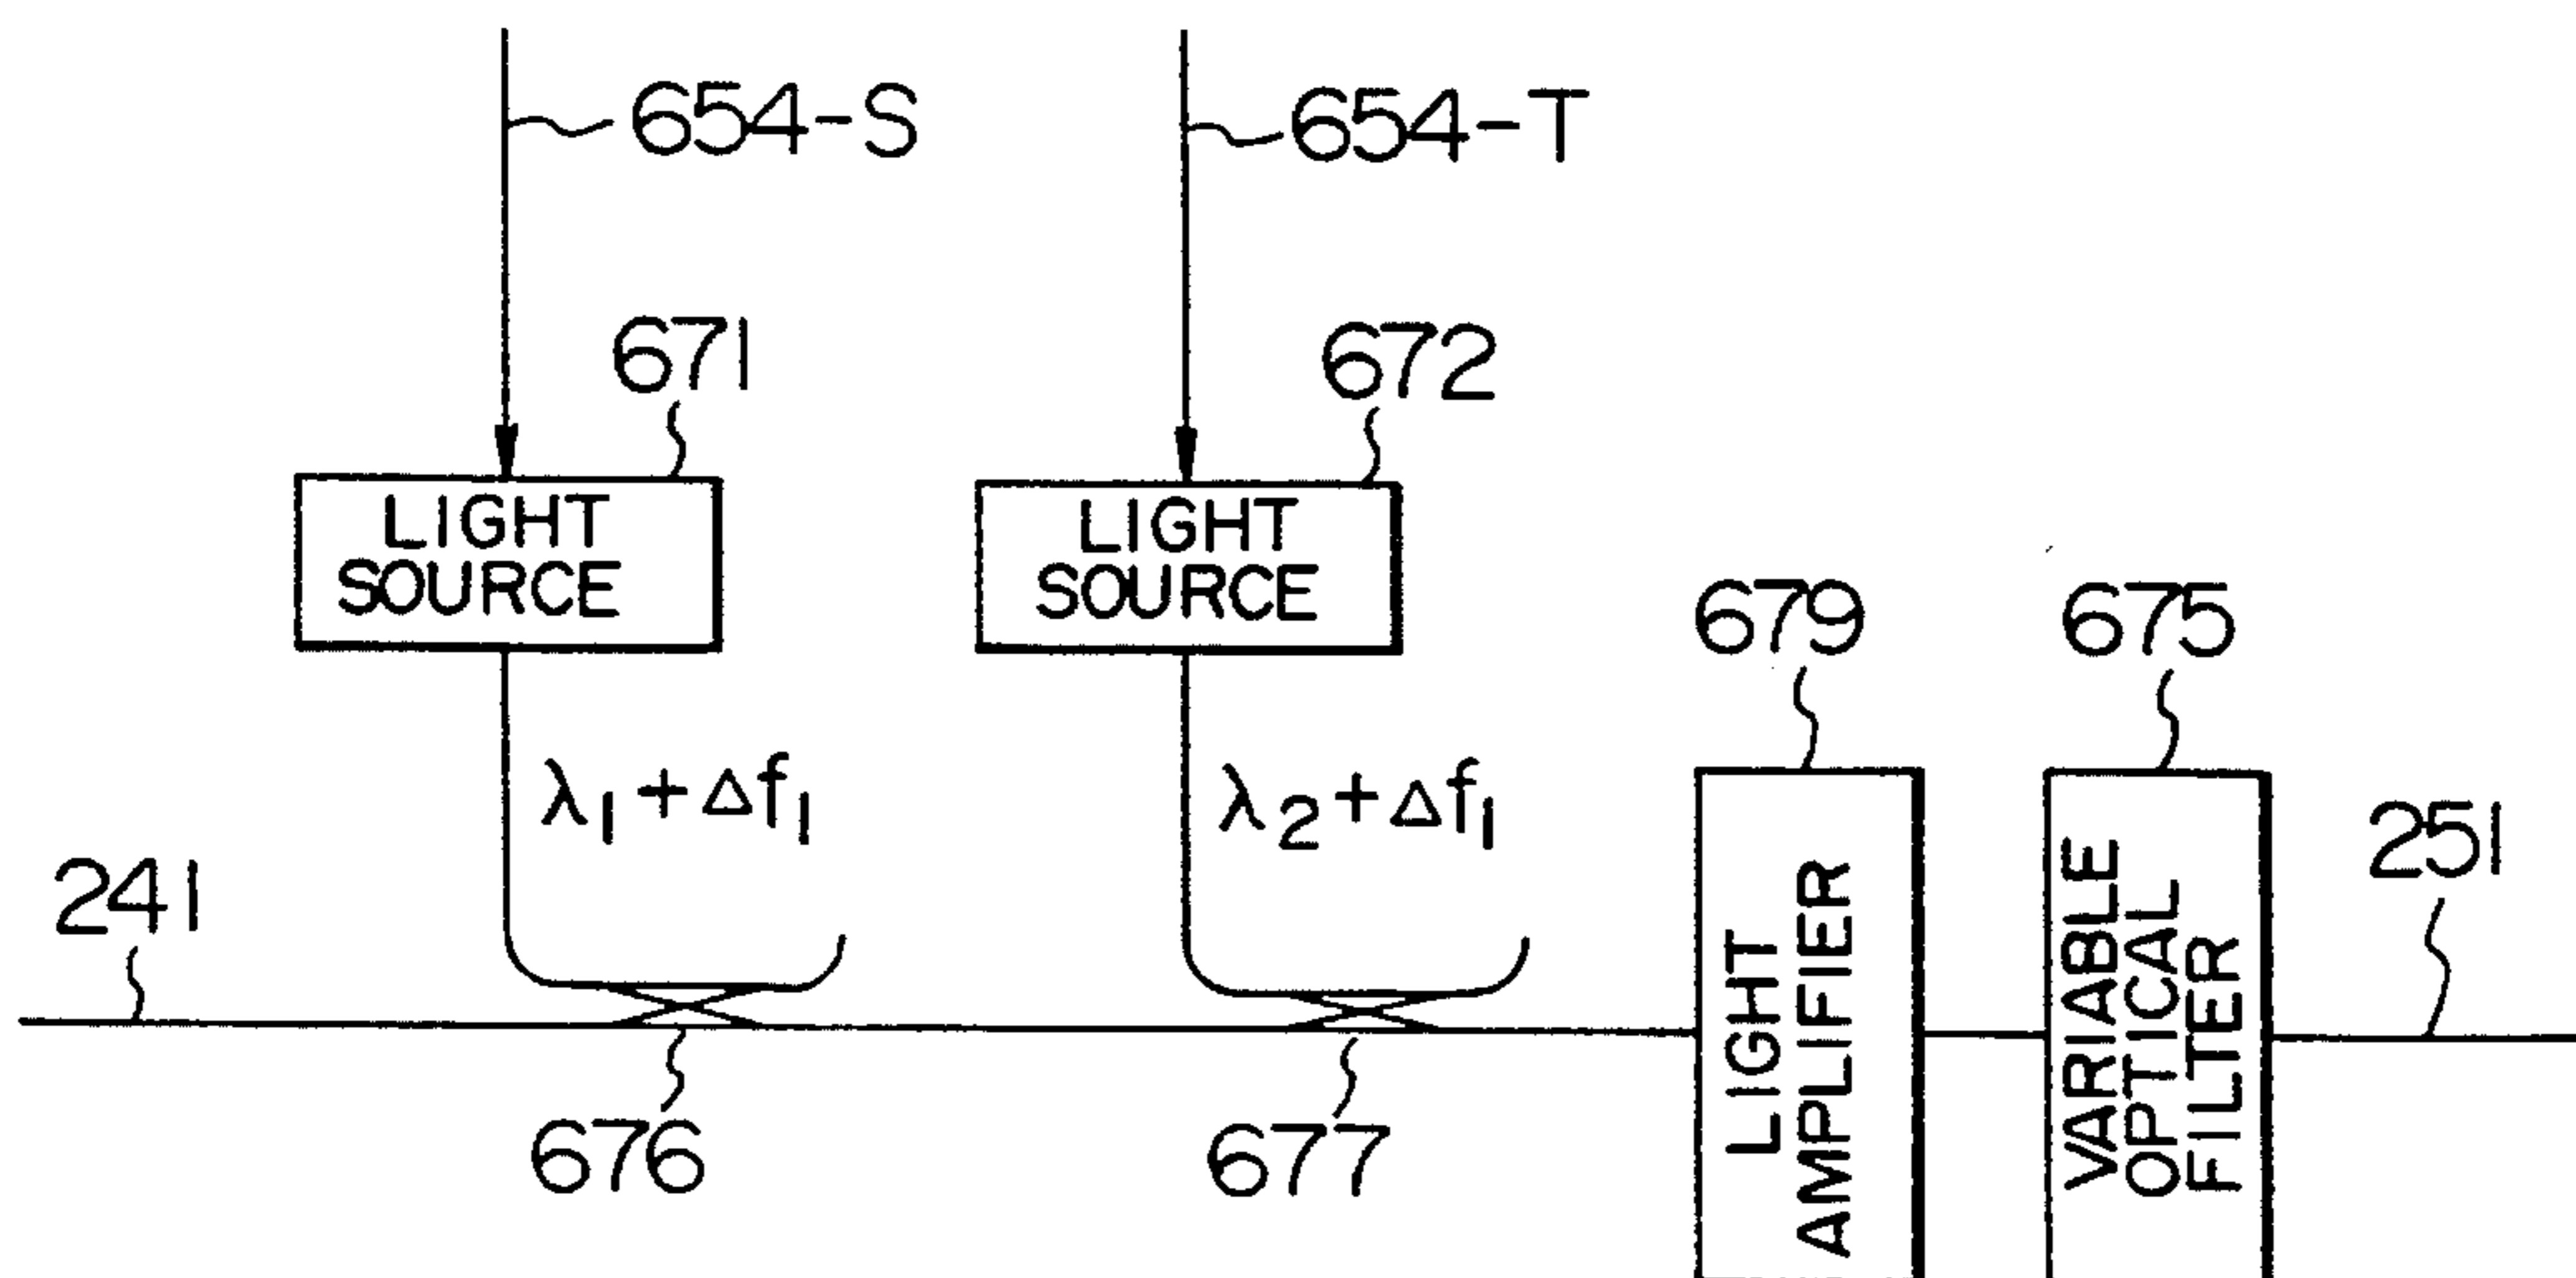 654-S
654-T
671
672
LIGHT
SOURCE
LIGHT
SOURCE
679
675
λ1 + Δf1
λ2 + Δf1
241
251
LIGHT
AMPLIFIER
VARIABLE
OPTICAL
FILTER
676
677